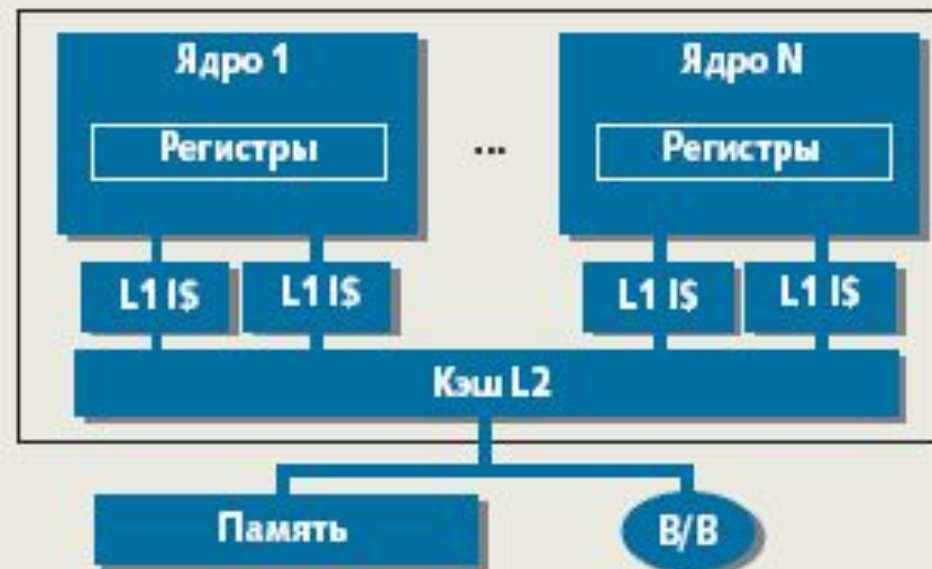 Ядро 1
Ядро N
Регистры
...
Регистры
L1 I$
L1 I$
L1 I$
L1 I$
Кэш L2
Память
В/В